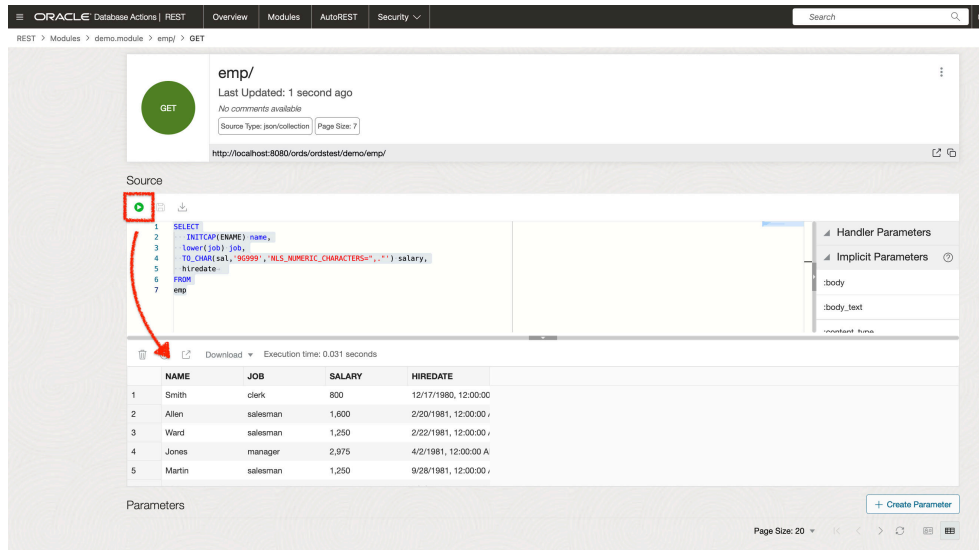 ORACLE Database Actions | REST Overview Modules AutoREST Security Search
REST > Modules > demo.module > emp/ > GET
GET
emp/
Last Updated: 1 second ago
No comments available
Source Type: json/collection Page Size: 7
http://localhost:8080/ords/ordstest/demo/emp/
Source
1 SELECT
2 INITCAP(ENAME) name,
3 lower(job) job,
4 TO_CHAR(sal,'9G999','NLS_NUMERIC_CHARACTERS=",."') salary,
5 hiredate
6 FROM
7 emp
Handler Parameters
Implicit Parameters
:body
:body_text
:content_type
Download Execution time: 0.031 seconds
NAME JOB SALARY HIREDATE
1 Smith clerk 800 12/17/1980, 12:00:00
2 Allen salesman 1,600 2/20/1981, 12:00:00
3 Ward salesman 1,250 2/22/1981, 12:00:00
4 Jones manager 2,975 4/2/1981, 12:00:00 A
5 Martin salesman 1,250 9/28/1981, 12:00:00
Parameters
+ Create Parameter
Page Size: 20